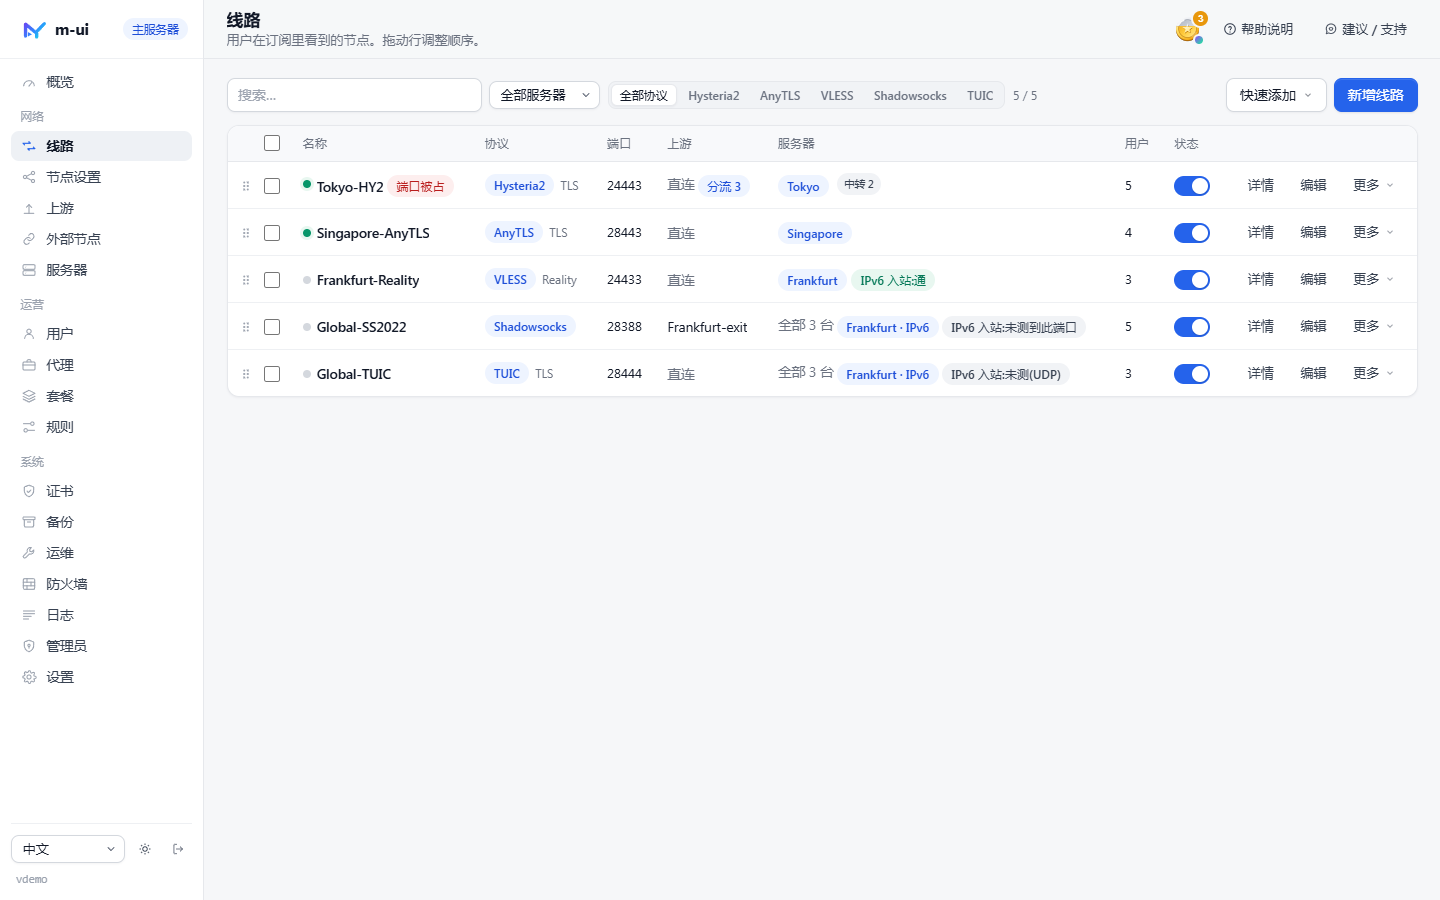 m-ui 主服务器
概览
网络
线路
节点设置
上游
外部节点
服务器
运营
用户
代理
套餐
规则
系统
证书
备份
运维
防火墙
日志
管理员
设置
中文
vdemo
线路
用户在订阅里看到的节点。拖动行调整顺序。
3 帮助说明 建议 / 支持
搜索... 全部服务器 全部协议 Hysteria2 AnyTLS VLESS Shadowsocks TUIC 5 / 5 快速添加 新增线路
名称 协议 端口 上游 服务器 用户 状态
Tokyo-HY2 端口被占 Hysteria2 TLS 24443 直连 分流 3 Tokyo 中转 2 5 详情 编辑 更多
Singapore-AnyTLS AnyTLS TLS 28443 直连 Singapore 4 详情 编辑 更多
Frankfurt-Reality VLESS Reality 24433 直连 Frankfurt IPv6 入站:通 3 详情 编辑 更多
Global-SS2022 Shadowsocks 28388 Frankfurt-exit 全部 3 台 Frankfurt · IPv6 IPv6 入站:未测到此端口 5 详情 编辑 更多
Global-TUIC TUIC TLS 28444 直连 全部 3 台 Frankfurt · IPv6 IPv6 入站:未测(UDP) 3 详情 编辑 更多